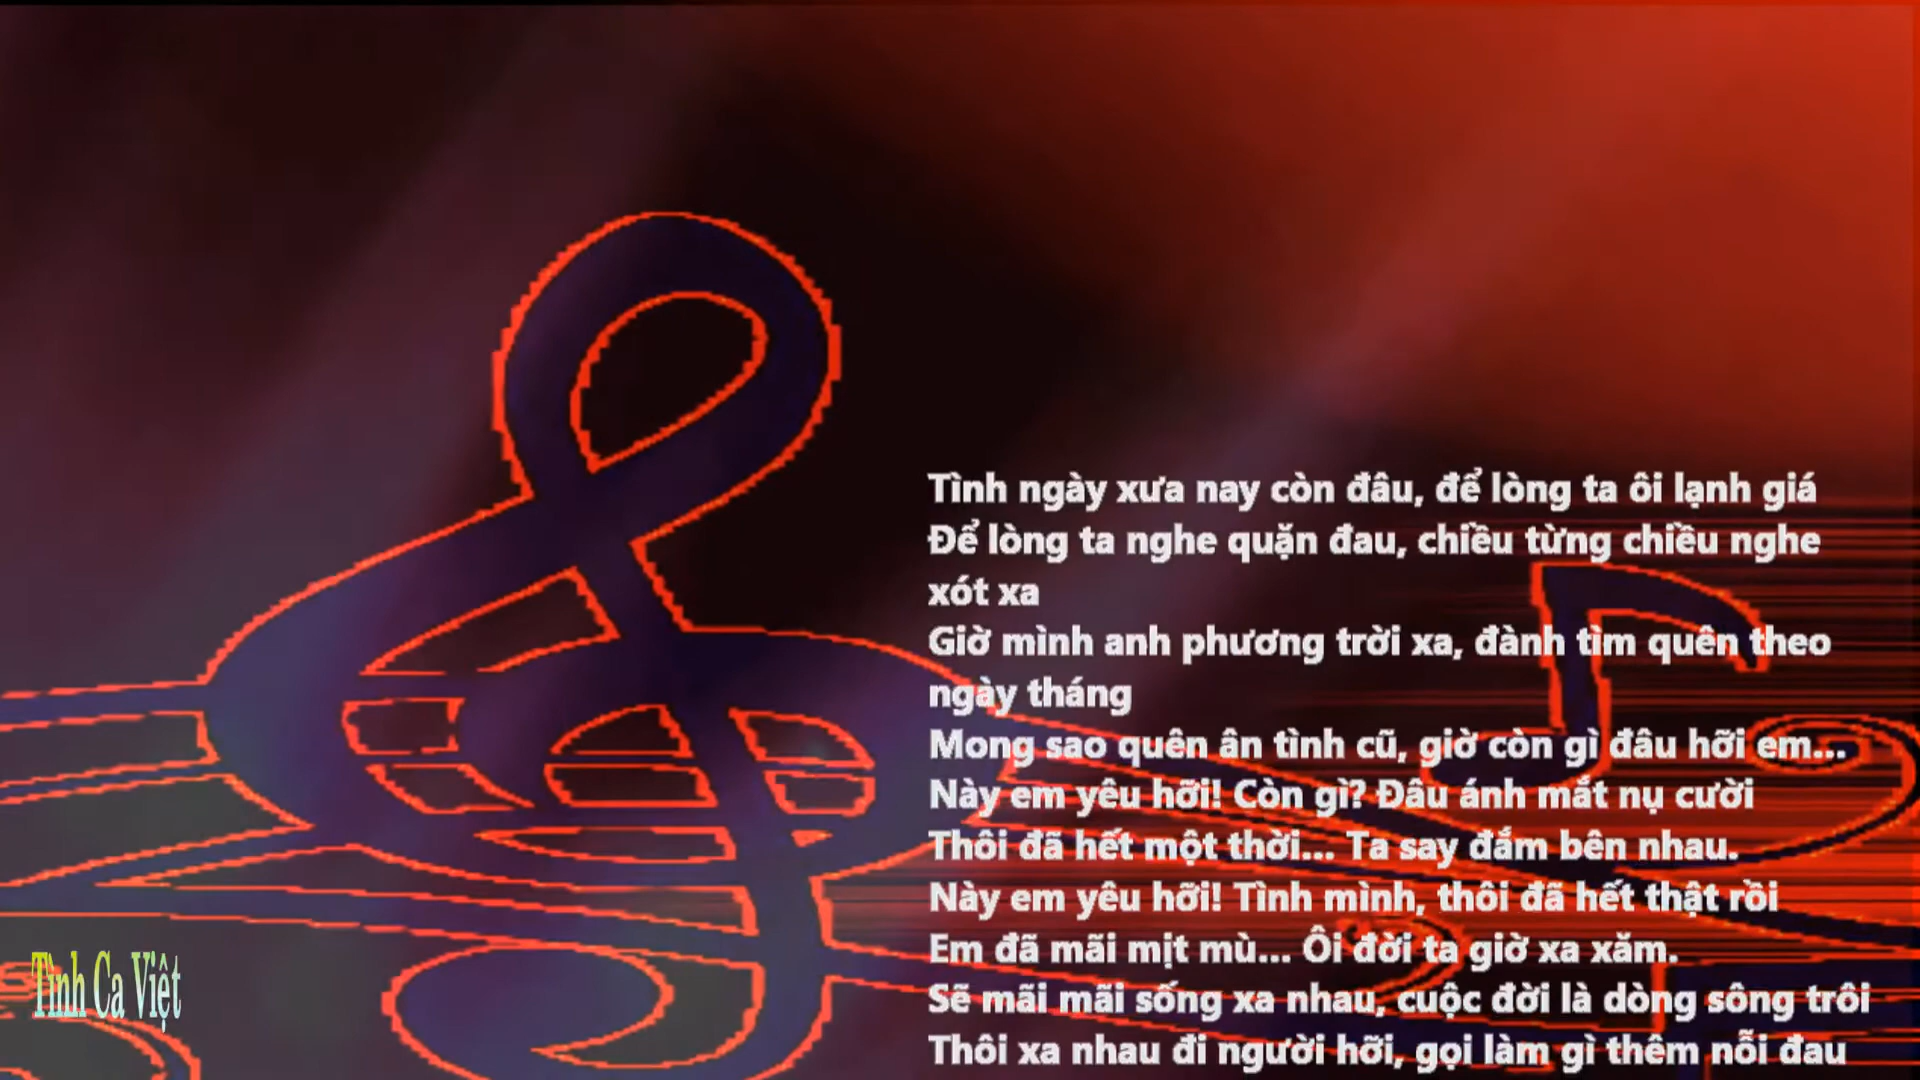 Tình ngày xưa nay còn đâu, để lòng ta ôi lạnh giá
Để lòng ta nghe quặn đau, chiều từng chiều nghe
xót xa
Giờ mình anh phương trời xa, đành tìm quên theo
ngày tháng
Mong sao quên ân tình cũ, giờ còn gì đâu hỡi em...
Này em yêu hỡi! Còn gì? Đâu ánh mắt nụ cười
Thôi đã hết một thời... Ta say đắm bên nhau.
Này em yêu hỡi! Tình mình, thôi đã hết thật rồi
Em đã mãi mịt mù... Ôi đời ta giờ xa xăm.
Sẽ mãi mãi sống xa nhau, cuộc đời là dòng sông trôi
Thôi xa nhau đi người hỡi, gọi làm gì thêm nỗi đau
Tình Ca Việt